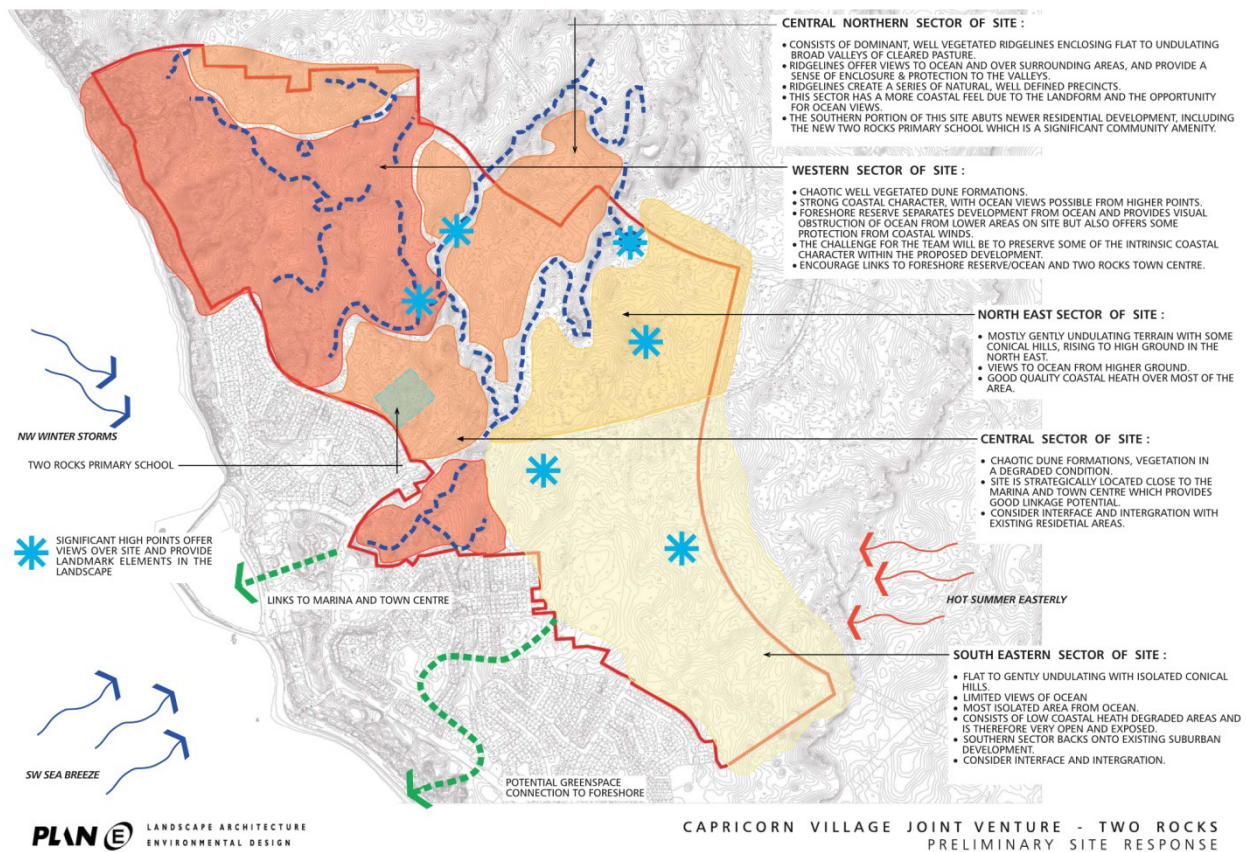 CENTRAL NORTHERN SECTOR OF SITE :
• CONSISTS OF DOMINANT, WELL VEGETATED RIDGELINES ENCLOSING FLAT TO UNDULATING
BROAD VALLEYS OF CLEARED PASTURE.
• RIDGELINES OFFER VIEWS TO OCEAN AND OVER SURROUNDING AREAS, AND PROVIDE A
SENSE OF ENCLOSURE & PROTECTION TO THE VALLEYS.
• RIDGELINES CREATE A SERIES OF NATURAL, WELL DEFINED PRECINCTS.
• THIS SECTOR HAS A MORE COASTAL FEEL DUE TO THE LANDFORM AND THE OPPORTUNITY
FOR OCEAN VIEWS.
• THE SOUTHERN PORTION OF THIS SITE ABUTS NEWER RESIDENTIAL DEVELOPMENT, INCLUDING
THE NEW TWO ROCKS PRIMARY SCHOOL WHICH IS A SIGNIFICANT COMMUNITY AMENITY.
WESTERN SECTOR OF SITE :
• CHAOTIC WELL VEGETATED DUNE FORMATIONS.
• STRONG COASTAL CHARACTER, WITH OCEAN VIEWS POSSIBLE FROM HIGHER POINTS.
• FORESHORE RESERVE SEPARATES DEVELOPMENT FROM OCEAN AND PROVIDES VISUAL
OBSTRUCTION OF OCEAN FROM LOWER AREAS ON SITE BUT ALSO OFFERS SOME
PROTECTION FROM COASTAL WINDS.
• THE CHALLENGE FOR THE TEAM WILL BE TO PRESERVE SOME OF THE INTRINSIC COASTAL
CHARACTER WITHIN THE PROPOSED DEVELOPMENT.
• ENCOURAGE LINKS TO FORESHORE RESERVE/OCEAN AND TWO ROCKS TOWN CENTRE.
NORTH EAST SECTOR OF SITE :
• MOSTLY GENTLY UNDULATING TERRAIN WITH SOME
CONICAL HILLS, RISING TO HIGH GROUND IN THE
NORTH EAST.
• VIEWS TO OCEAN FROM HIGHER GROUND.
• GOOD QUALITY COASTAL HEATH OVER MOST OF THE
AREA.
NW WINTER STORMS
TWO ROCKS PRIMARY SCHOOL
CENTRAL SECTOR OF SITE :
• CHAOTIC DUNE FORMATIONS, VEGETATION IN
A DEGRADED CONDITION.
• SITE IS STRATEGICALLY LOCATED CLOSE TO THE
MARINA AND TOWN CENTRE WHICH PROVIDES
GOOD LINKAGE POTENTIAL.
• CONSIDER INTERFACE AND INTERGRATION WITH
EXISTING RESIDETIAL AREAS.
SIGNIFICANT HIGH POINTS OFFER
VIEWS OVER SITE AND PROVIDE
LANDMARK ELEMENTS IN THE
LANDSCAPE
LINKS TO MARINA AND TOWN CENTRE
HOT SUMMER EASTERLY
SOUTH EASTERN SECTOR OF SITE :
• FLAT TO GENTLY UNDULATING WITH ISOLATED CONICAL
HILLS.
• LIMITED VIEWS OF OCEAN
• MOST ISOLATED AREA FROM OCEAN.
• CONSISTS OF LOW COASTAL HEATH DEGRADED AREAS AND
IS THEREFORE VERY OPEN AND EXPOSED.
• SOUTHERN SECTOR BACKS ONTO EXISTING SUBURBAN
DEVELOPMENT.
• CONSIDER INTERFACE AND INTERGRATION.
SW SEA BREEZE
POTENTIAL GREENSPACE
CONNECTION TO FORESHORE
PLAN E
LANDSCAPE ARCHITECTURE
ENVIRONMENTAL DESIGN
CAPRICORN VILLAGE JOINT VENTURE - TWO ROCKS
PRELIMINARY SITE RESPONSE